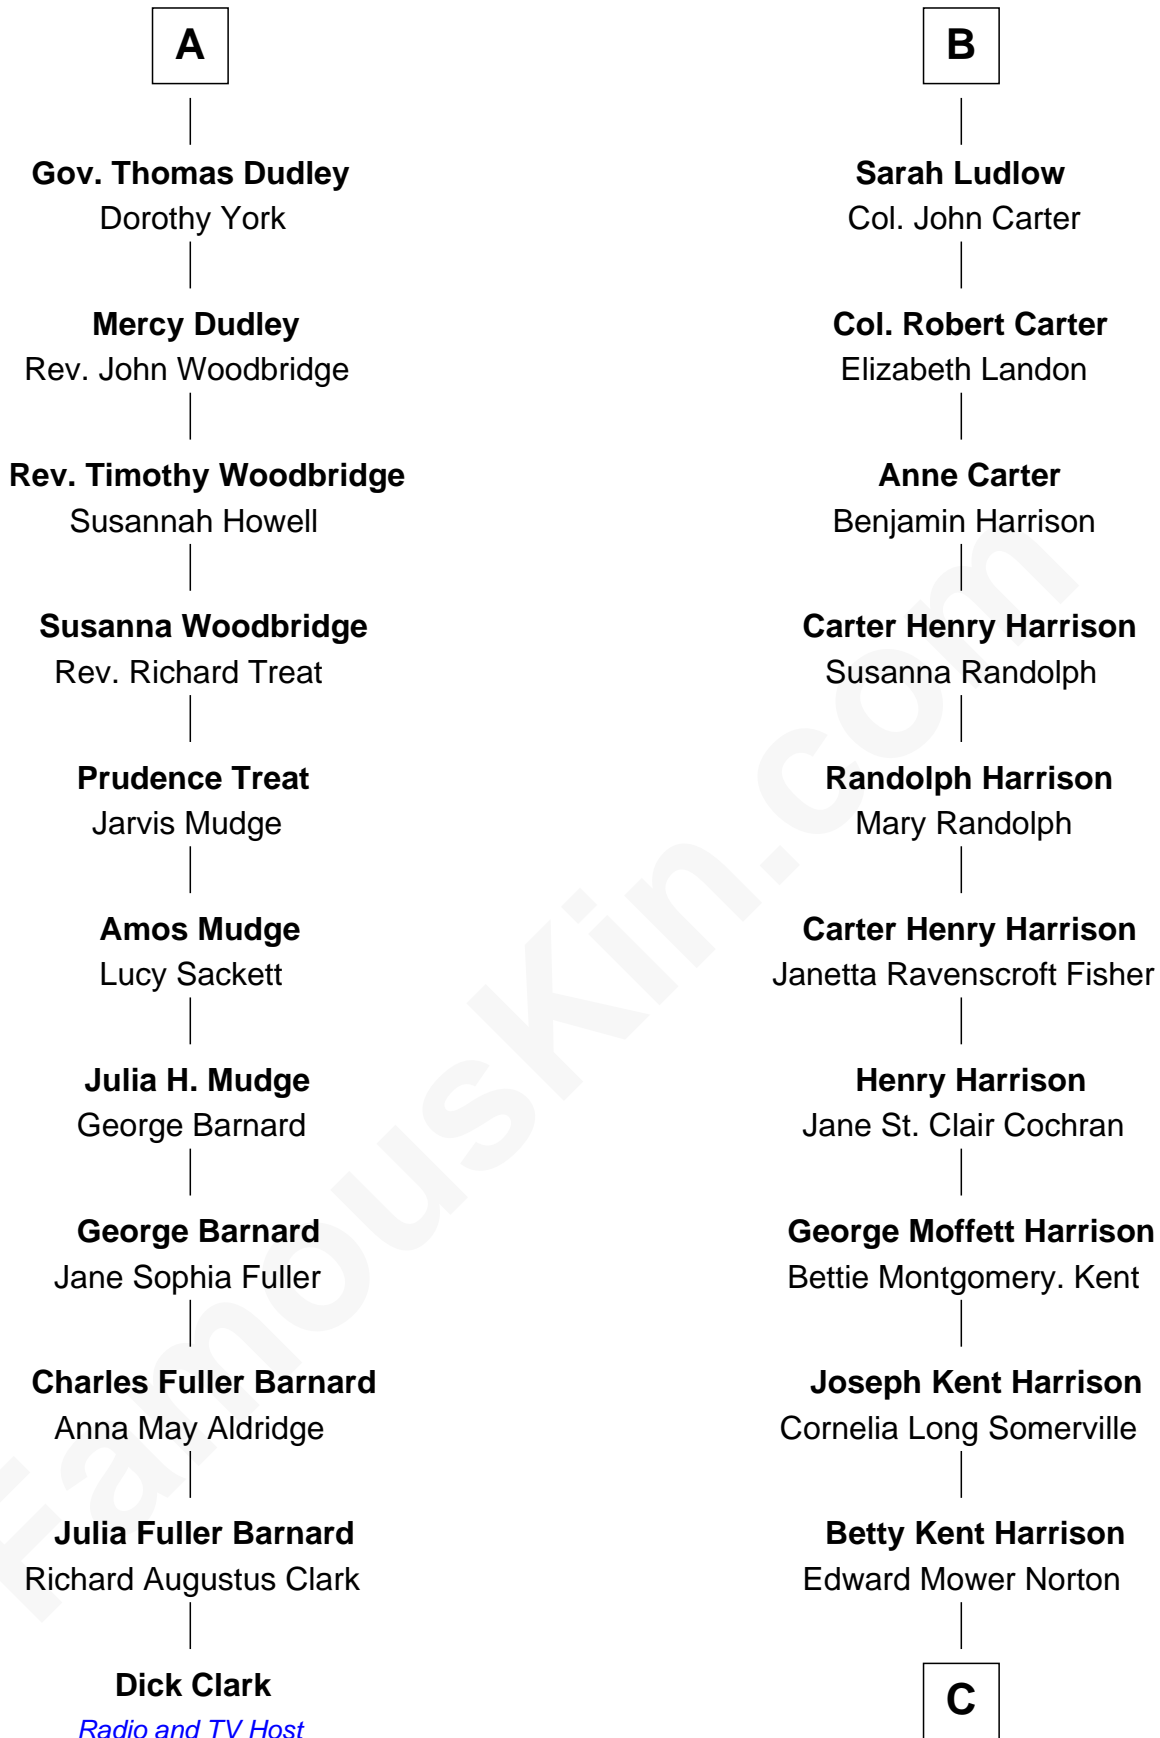 A
Gov. Thomas Dudley
Dorothy York
Mercy Dudley
Rev. John Woodbridge
Rev. Timothy Woodbridge
Susannah Howell
Susanna Woodbridge
Rev. Richard Treat
Prudence Treat
Jarvis Mudge
Amos Mudge
Lucy Sackett
Julia H. Mudge
George Barnard
George Barnard
Jane Sophia Fuller
Charles Fuller Barnard
Anna May Aldridge
Julia Fuller Barnard
Richard Augustus Clark
Dick Clark
Radio and TV Host
B
Sarah Ludlow
Col. John Carter
Col. Robert Carter
Elizabeth Landon
Anne Carter
Benjamin Harrison
Carter Henry Harrison
Susanna Randolph
Randolph Harrison
Mary Randolph
Carter Henry Harrison
Janetta Ravenscroft Fisher
Henry Harrison
Jane St. Clair Cochran
George Moffett Harrison
Bettie Montgomery. Kent
Joseph Kent Harrison
Cornelia Long Somerville
Betty Kent Harrison
Edward Mower Norton
C
FamousKin.com